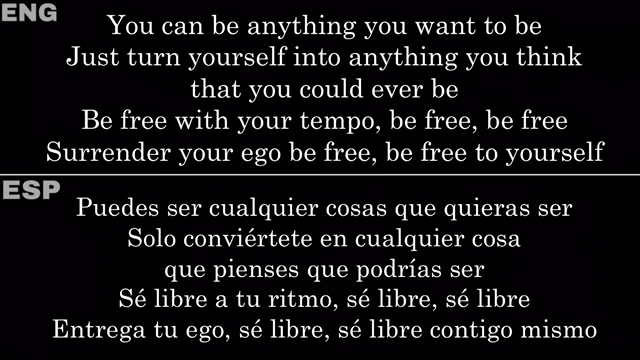 ENG
You can be anything you want to be
Just turn yourself into anything you think
that you could ever be
Be free with your tempo, be free, be free
Surrender your ego be free, be free to yourself
ESP
Puedes ser cualquier cosas que quieras ser
Solo conviértete en cualquier cosa
que pienses que podrías ser
Sé libre a tu ritmo, sé libre, sé libre
Entrega tu ego, sé libre, sé libre contigo mismo